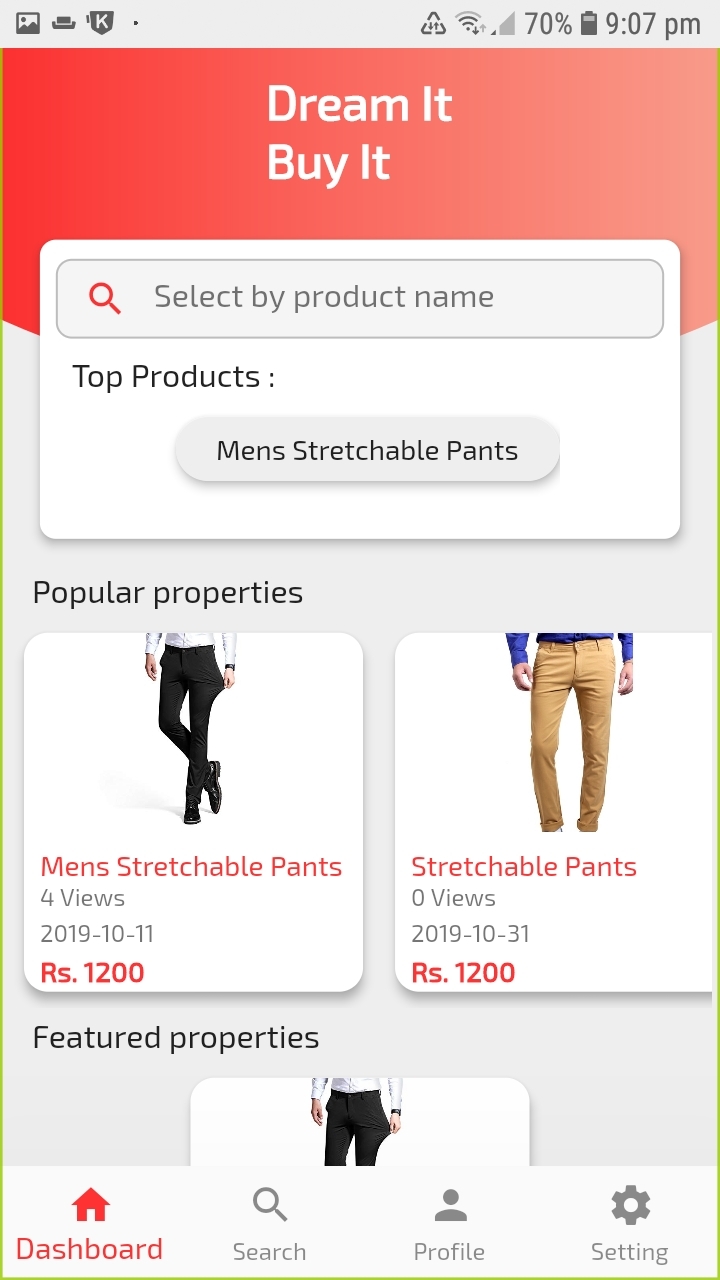 70% 9:07 pm
Dream It
Buy It
Select by product name
Top Products :
Mens Stretchable Pants
Popular properties
Mens Stretchable Pants
4 Views
2019-10-11
Rs. 1200
Stretchable Pants
0 Views
2019-10-31
Rs. 1200
Featured properties
Dashboard
Search
Profile
Setting